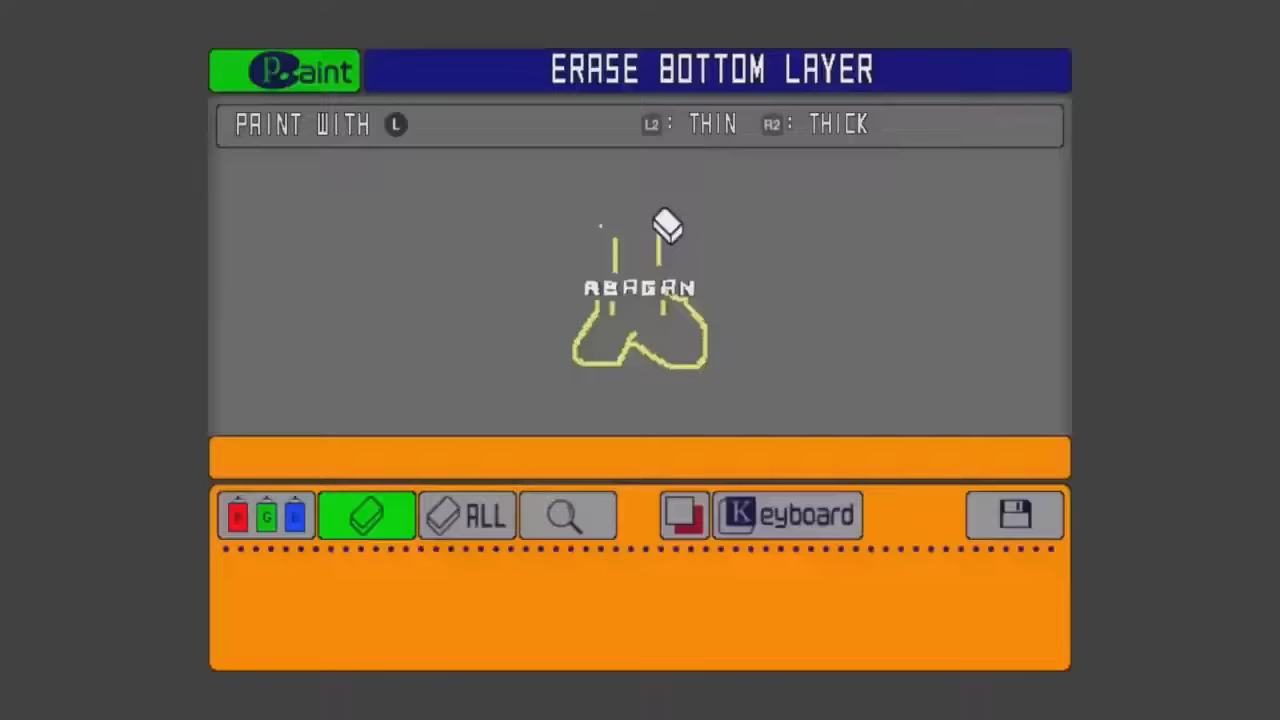 Paint
ERASE BOTTOM LAYER
PAINT WITH L
L2: THIN R2: THICK
ABAGAN
R G B
ALL
Keyboard